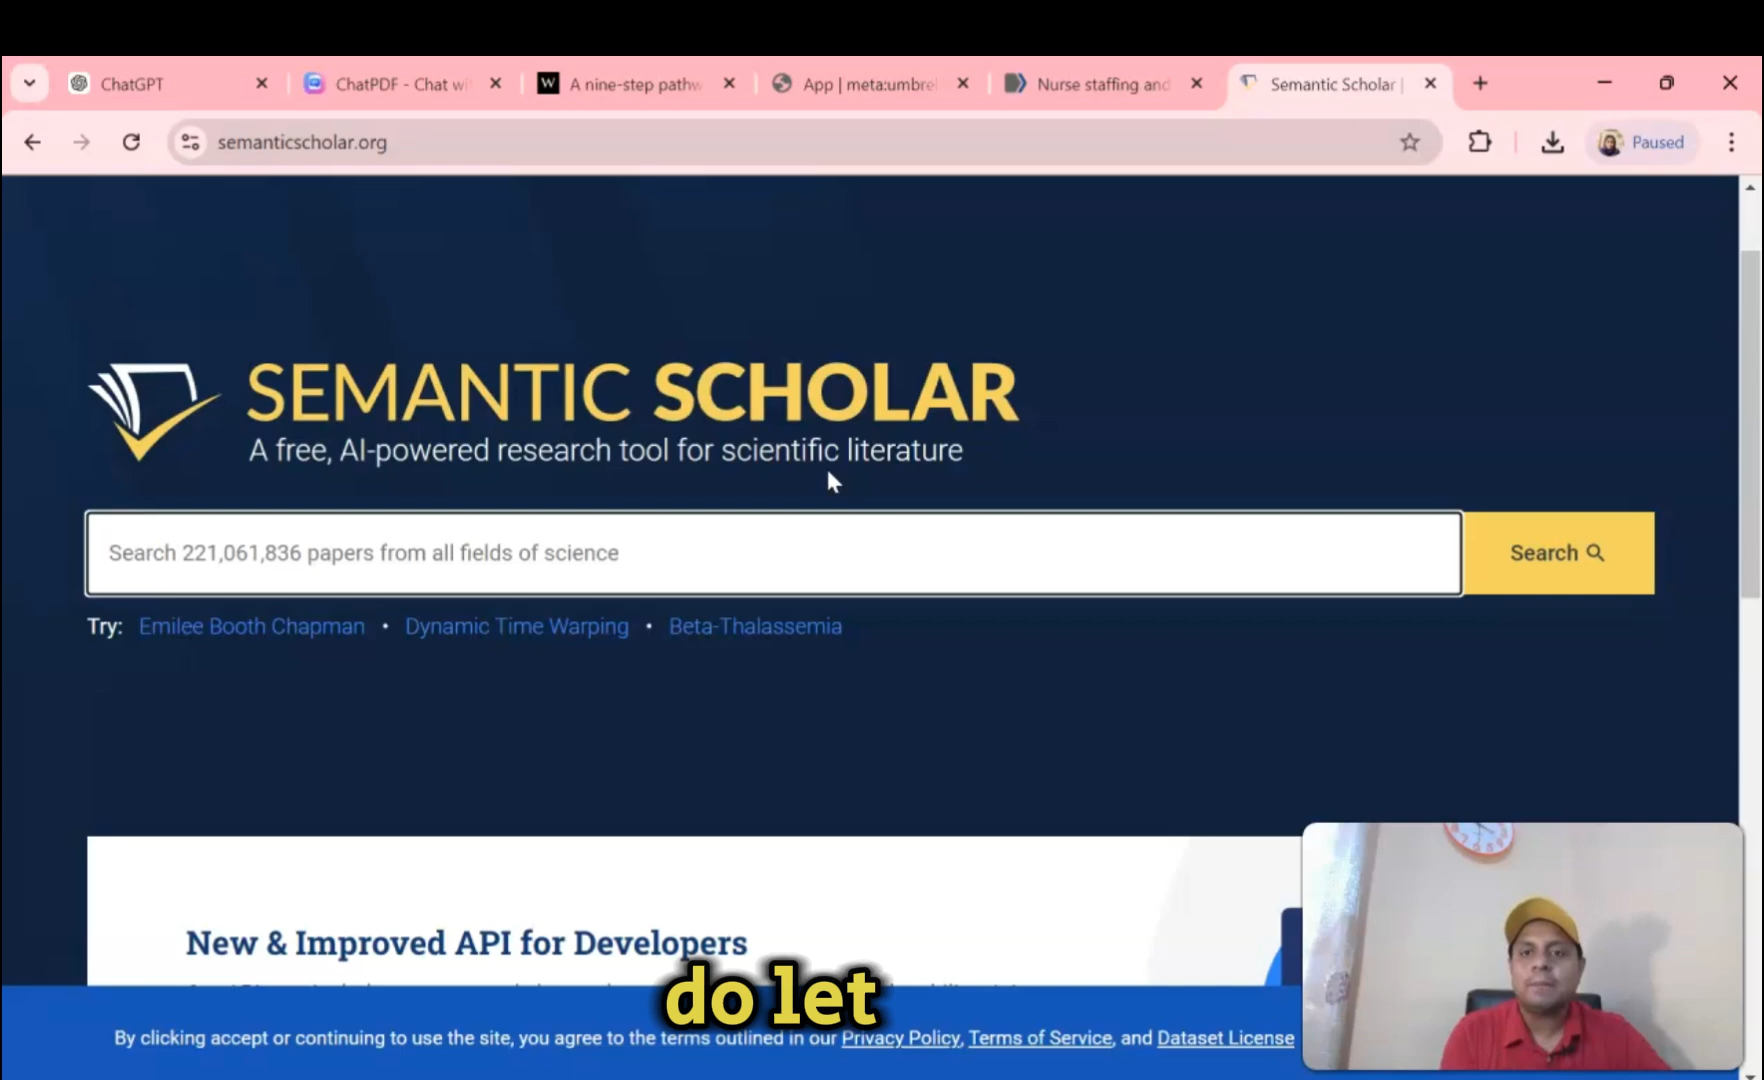 ChatGPT
ChatPDF - Chat wi
W
A nine-step pathw
App | meta:umbrel
Nurse staffing and
Semantic Scholar |
semanticscholar.org
Paused
SEMANTIC SCHOLAR
A free, AI-powered research tool for scientific literature
Search 221,061,836 papers from all fields of science
Search
Try: Emilee Booth Chapman • Dynamic Time Warping • Beta-Thalassemia
New & Improved API for Developers
do let
By clicking accept or continuing to use the site, you agree to the terms outlined in our Privacy Policy, Terms of Service, and Dataset License